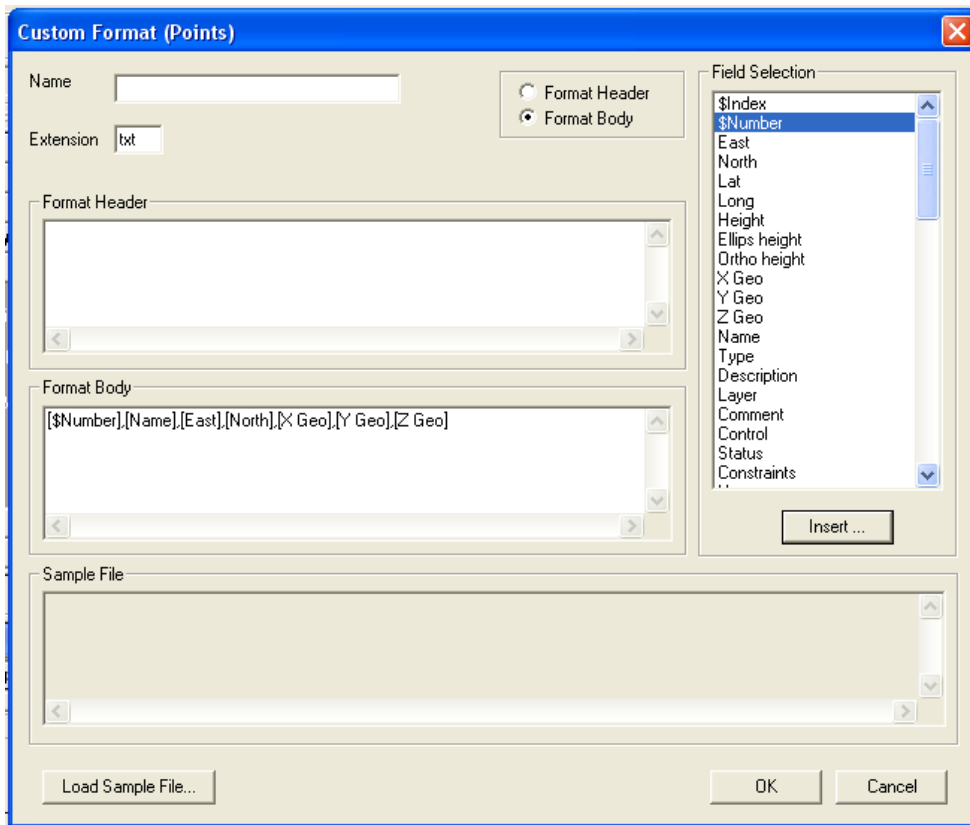 Custom Format (Points)
Name
Format Header
Format Body
Extension
txt
Field Selection
$Index
$Number
East
North
Lat
Long
Height
Ellips height
Ortho height
X Geo
Y Geo
Z Geo
Name
Type
Description
Layer
Comment
Control
Status
Constraints
Insert ...
Format Header
Format Body
[$Number],[Name],[East],[North],[X Geo],[Y Geo],[Z Geo]
Sample File
Load Sample File...
OK
Cancel